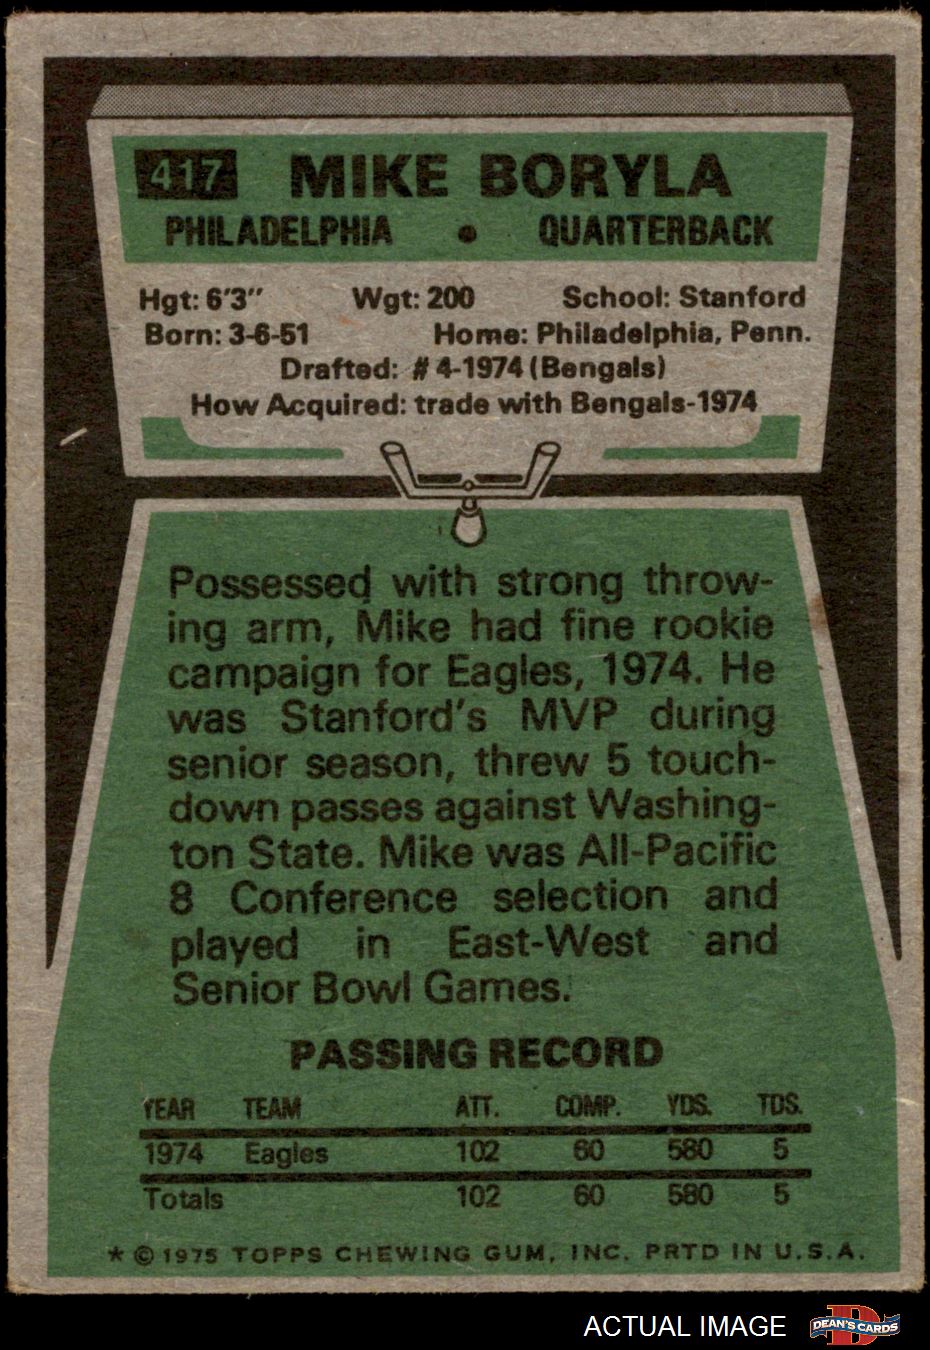 417 MIKE BORYLA
PHILADELPHIA • QUARTERBACK
Hgt: 6'3" Wgt: 200 School: Stanford
Born: 3-6-51 Home: Philadelphia, Penn.
Drafted: #4-1974 (Bengals)
How Acquired: trade with Bengals-1974
Possessed with strong throw-
ing arm, Mike had fine rookie
campaign for Eagles, 1974. He
was Stanford's MVP during
senior season, threw 5 touch-
down passes against Washing-
ton State. Mike was All-Pacific
8 Conference selection and
played in East-West and
Senior Bowl Games.
PASSING RECORD
YEAR TEAM ATT. COMP. YDS. TDS.
1974 Eagles 102 60 580 5
Totals 102 60 580 5
* © 1975 TOPPS CHEWING GUM, INC. PRTD IN U.S.A.
ACTUAL IMAGE D DEAN'S CARDS